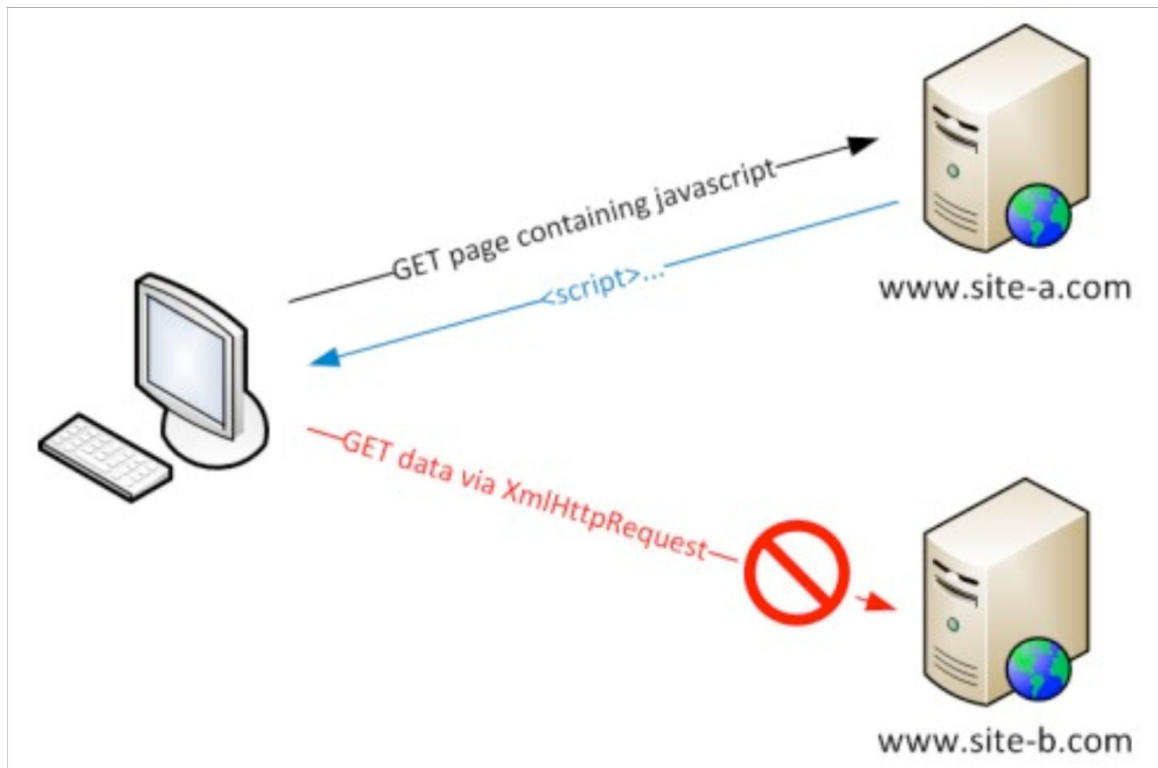 GET page containing javascript
<script>...
www.site-a.com
GET data via XmlHttpRequest
www.site-b.com